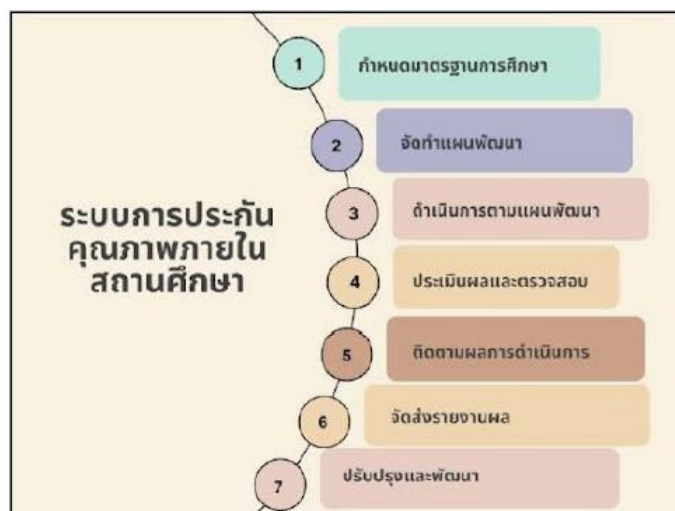 ระบบการประกัน
คุณภาพภายใน
สถานศึกษา
1 กำหนดมาตรฐานการศึกษา
2 จัดทำแผนพัฒนา
3 ดำเนินการตามแผนพัฒนา
4 ประเมินผลและตรวจสอบ
5 ติดตามผลการดำเนินการ
6 จัดส่งรายงานผล
7 ปรับปรุงและพัฒนา